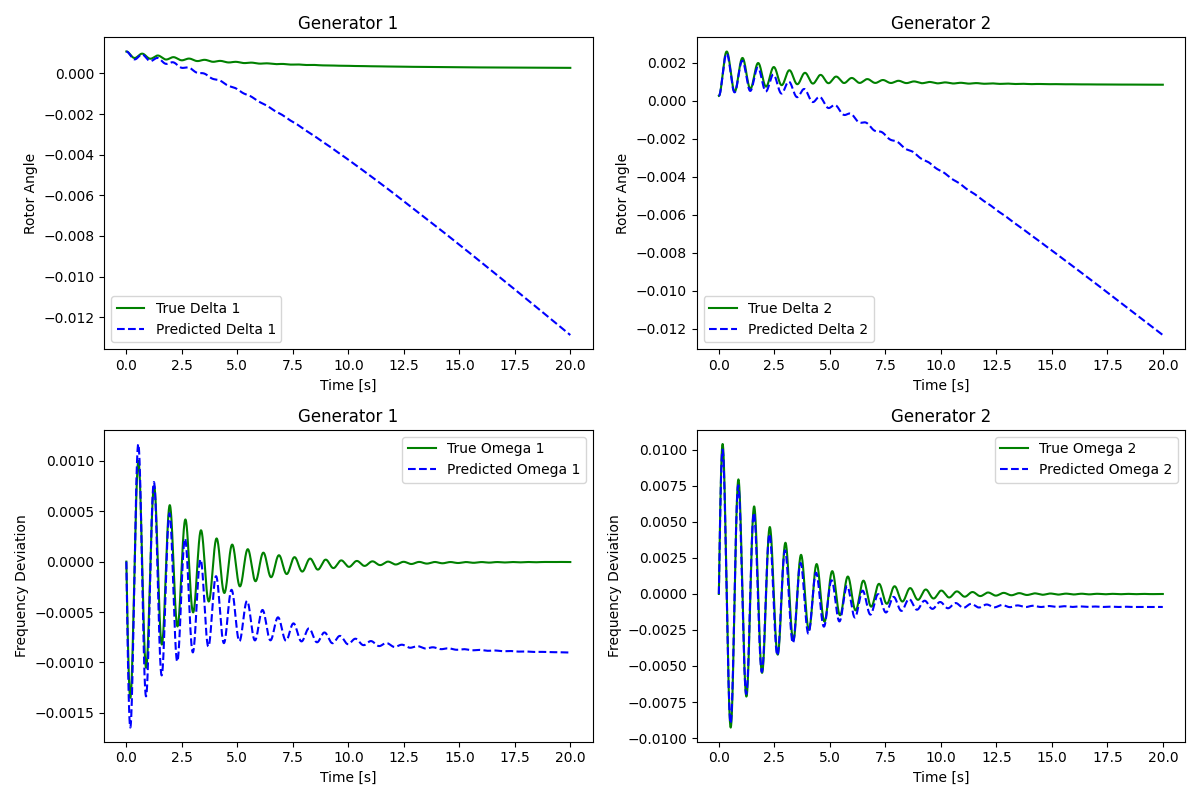 Generator 1
Rotor Angle
0.000
−0.002
−0.004
−0.006
−0.008
−0.010
−0.012
True Delta 1
Predicted Delta 1
0.0 2.5 5.0 7.5 10.0 12.5 15.0 17.5 20.0
Time [s]
Generator 2
Rotor Angle
0.002
0.000
−0.002
−0.004
−0.006
−0.008
−0.010
−0.012
True Delta 2
Predicted Delta 2
0.0 2.5 5.0 7.5 10.0 12.5 15.0 17.5 20.0
Time [s]
Generator 1
Frequency Deviation
0.0010
0.0005
0.0000
−0.0005
−0.0010
−0.0015
True Omega 1
Predicted Omega 1
0.0 2.5 5.0 7.5 10.0 12.5 15.0 17.5 20.0
Time [s]
Generator 2
Frequency Deviation
0.0100
0.0075
0.0050
0.0025
0.0000
−0.0025
−0.0050
−0.0075
−0.0100
True Omega 2
Predicted Omega 2
0.0 2.5 5.0 7.5 10.0 12.5 15.0 17.5 20.0
Time [s]